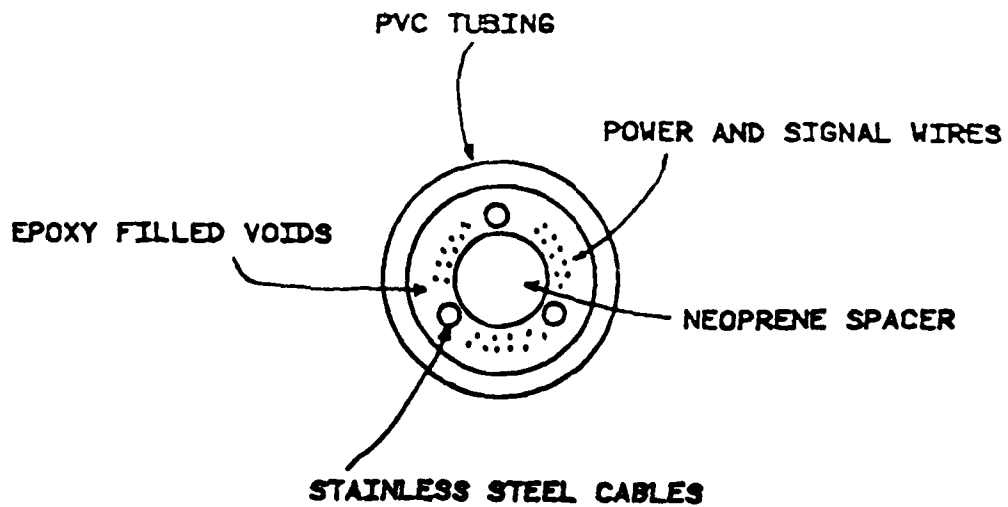 PVC TUBING
POWER AND SIGNAL WIRES
EPOXY FILLED VOIDS
NEOPRENE SPACER
STAINLESS STEEL CABLES